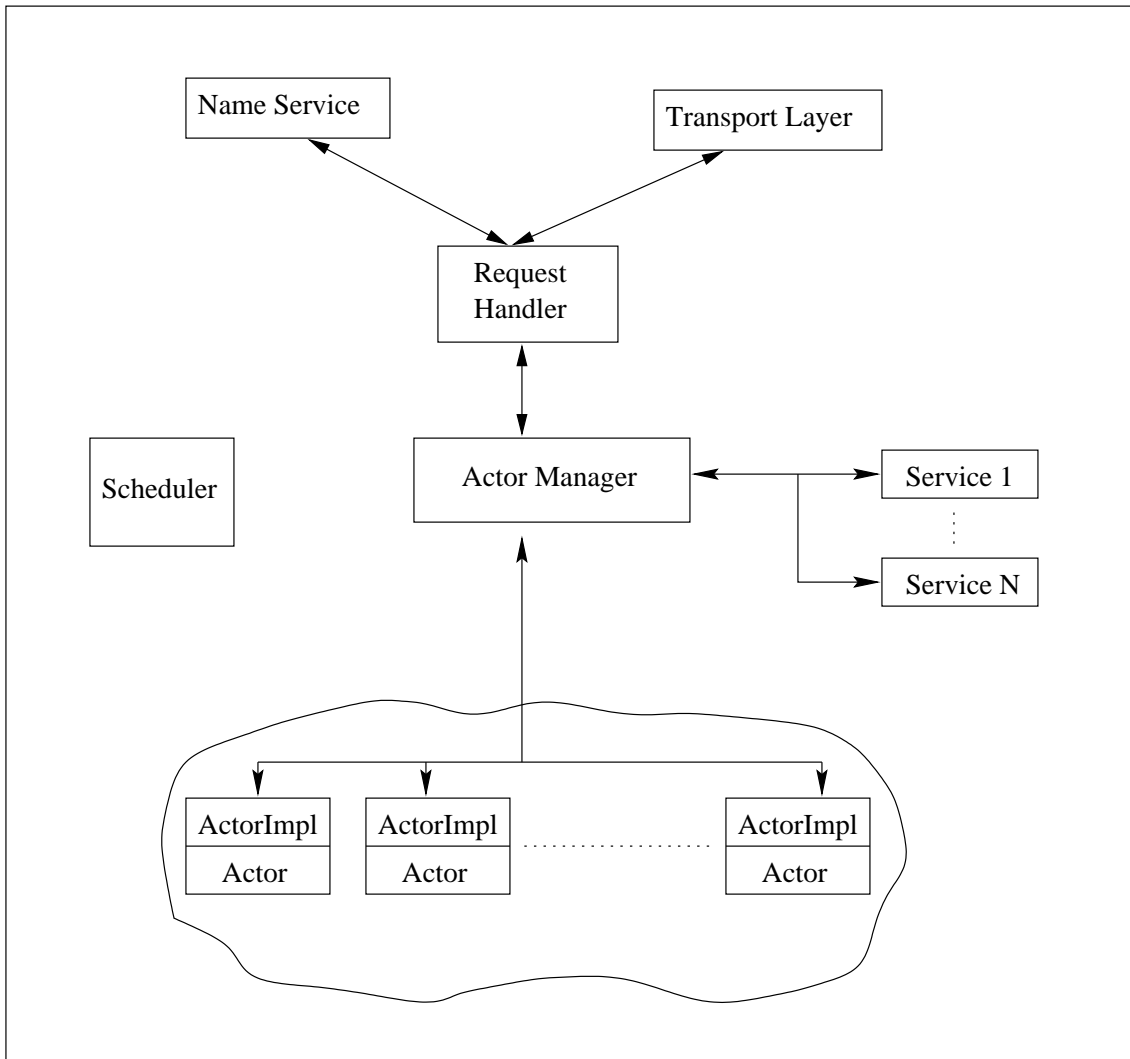 Name Service
Transport Layer
Request
Handler
Scheduler
Actor Manager
Service 1
Service N
ActorImpl
ActorImpl
ActorImpl
Actor
Actor
Actor